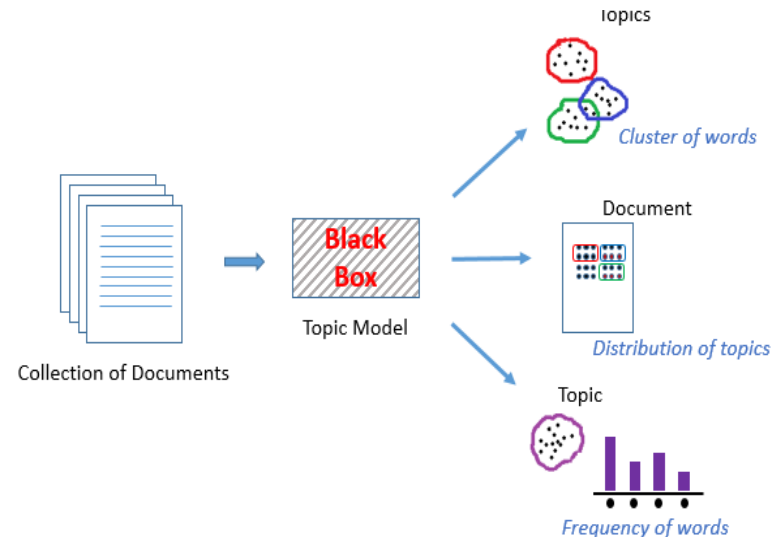 Topics
Cluster of words
Document
Black
Box
Topic Model
Distribution of topics
Collection of Documents
Topic
Frequency of words